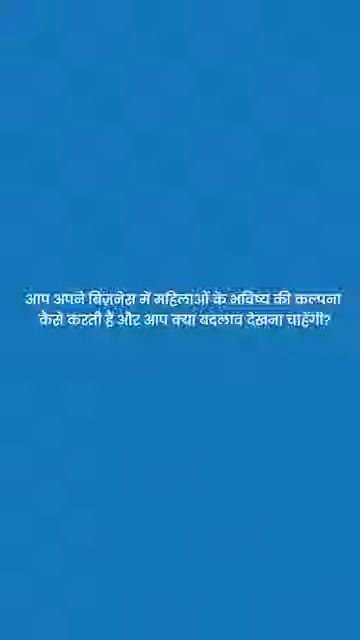 आप अपने बिज़नेस में महिलाओं के भविष्य की कल्पना
कैसे करती है और आप क्या बदलाव देखना चाहेंगी?